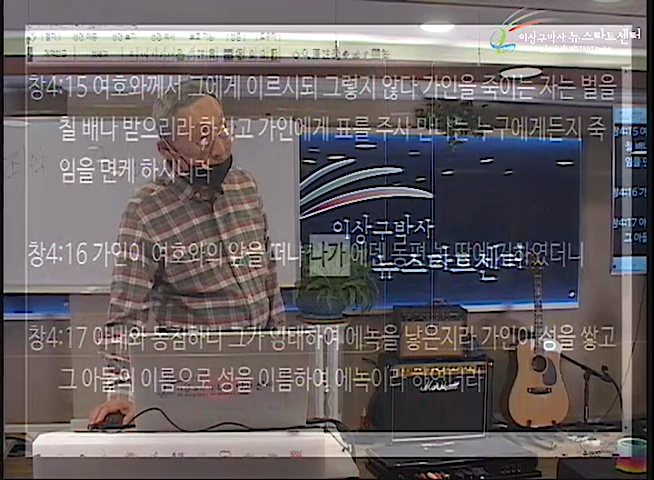 이상구박사 뉴스타트센터
창4:15 여호와께서 그에게 이르시되 그렇지 않다 가인을 죽이는 자는 벌을
칠 배나 받으리라 하시고 가인에게 표를 주사 만나는 누구에게든지 죽
임을 면케 하시니라
이상구박사
뉴스타트센터
창4:16 가인이 여호와의 앞을 떠나 나가 에덴 동편 놋 땅에 거하였더니
창4:17 아내와 동침하니 그가 잉태하여 에녹을 낳은지라 가인이 성을 쌓고
그 아들의 이름으로 성을 이름하여 에녹이라 하였더라
Marshall